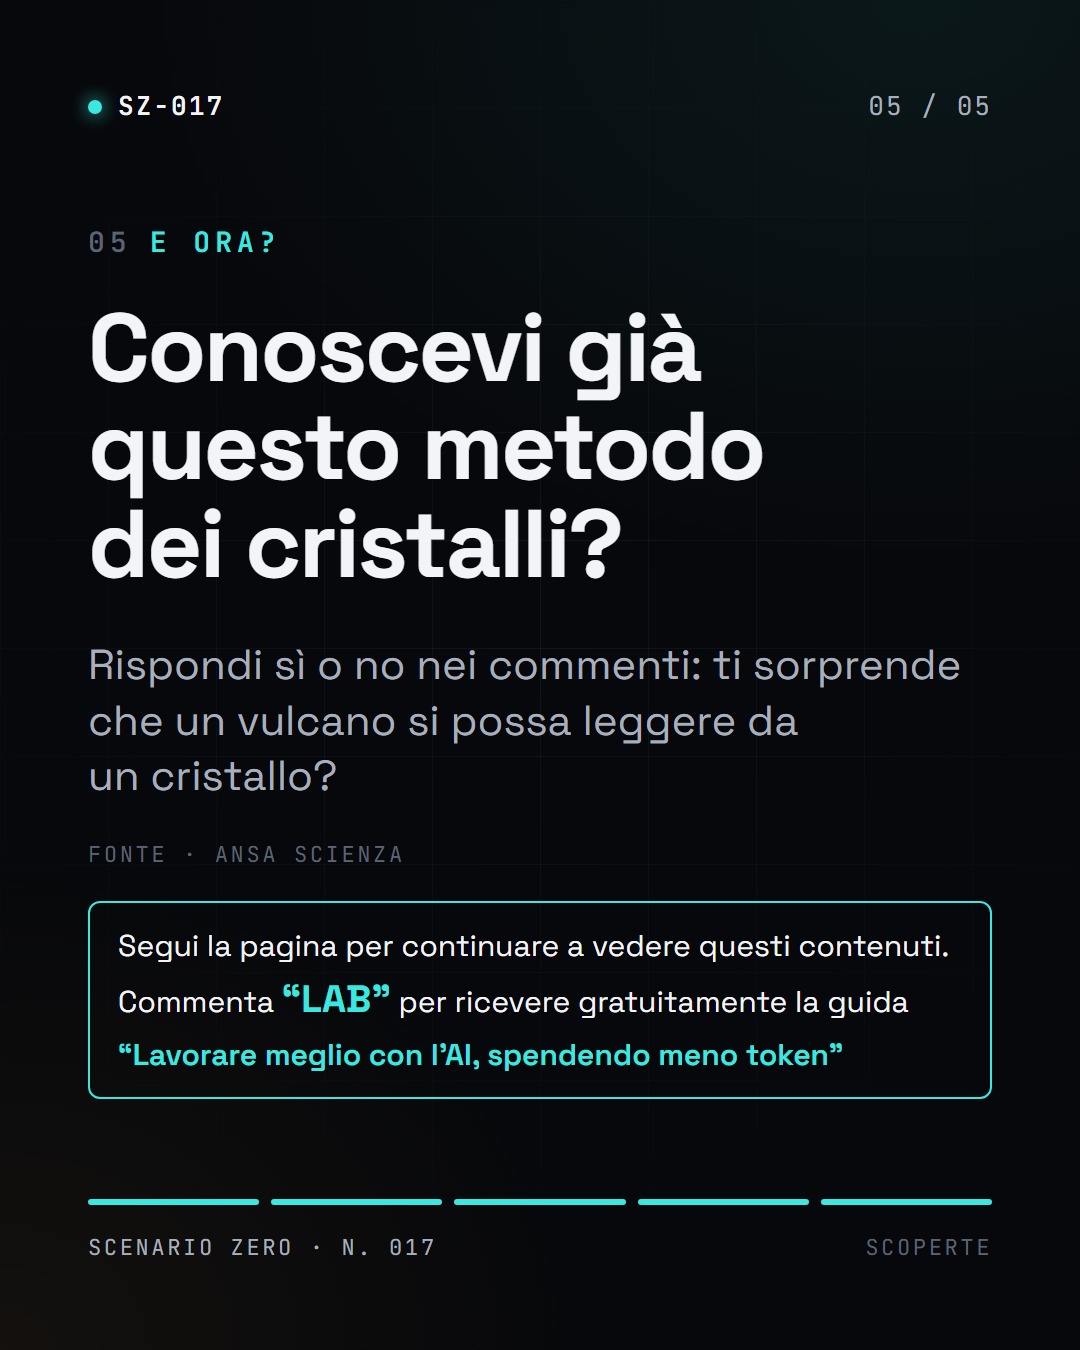 SZ-017
05 / 05
05 E ORA?
Conoscevi già
questo metodo
dei cristalli?
Rispondi sì o no nei commenti: ti sorprende
che un vulcano si possa leggere da
un cristallo?
FONTE · ANSA SCIENZA
Segui la pagina per continuare a vedere questi contenuti.
Commenta “LAB” per ricevere gratuitamente la guida
“Lavorare meglio con l’AI, spendendo meno token”
SCENARIO ZERO · N. 017
SCOPERTE